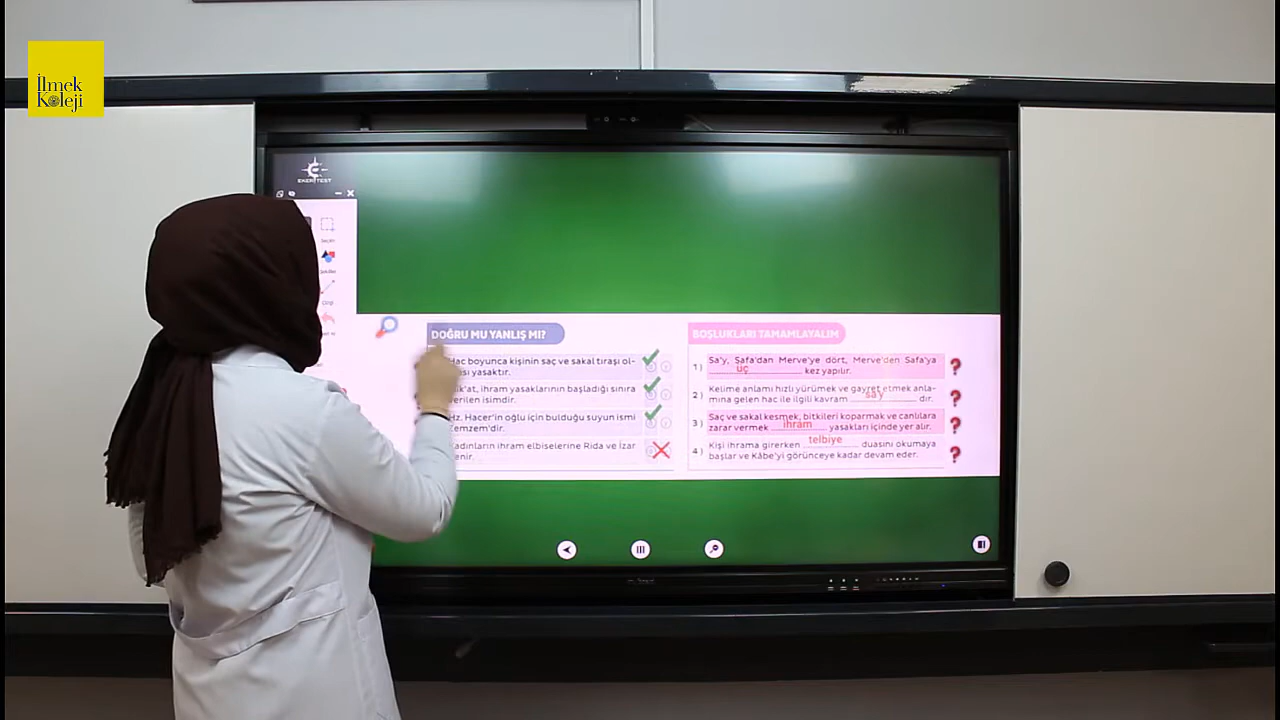 İlmek
Koleji
EKERİTEST
DOĞRU MU YANLIŞ MI?
Hac boyunca kişinin saç ve sakal tıraşı ol-
yasaktır.
ihram yasaklarının başladığı sınıra
verilen isimdir.
Hz. Hacer'in oğlu için bulduğu suyun ismi
Zemzem'dir.
Kadınların ihram elbiselerine Rida ve İzar
denir.
BOŞLUKLARI TAMAMLAYALIM
1) Sa'y, Safa'dan Merve'ye dört, Merve'den Safa'ya
üç kez yapılır.
2) Kelime anlamı hızlı yürümek ve gayret etmek anla-
mına gelen hac ile ilgili kavram sa'y dır.
3) Saç ve sakal kesmek, bitkileri koparmak ve canlılara
zarar vermek ihram yasakları içinde yer alır.
4) Kişi ihrama girerken telbiye duasını okumaya
başlar ve Kâbe'yi görünceye kadar devam eder.